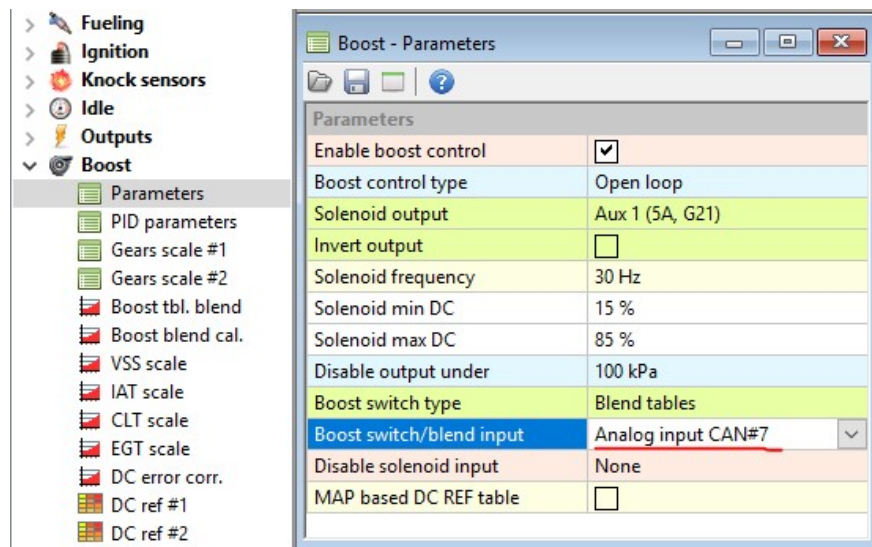 Fueling
Ignition
Knock sensors
Idle
Outputs
Boost
Parameters
PID parameters
Gears scale #1
Gears scale #2
Boost tbl. blend
Boost blend cal.
VSS scale
IAT scale
CLT scale
EGT scale
DC error corr.
DC ref #1
DC ref #2
Boost - Parameters
Parameters
Enable boost control
Boost control type Open loop
Solenoid output Aux 1 (5A, G21)
Invert output
Solenoid frequency 30 Hz
Solenoid min DC 15 %
Solenoid max DC 85 %
Disable output under 100 kPa
Boost switch type Blend tables
Boost switch/blend input Analog input CAN#7
Disable solenoid input None
MAP based DC REF table